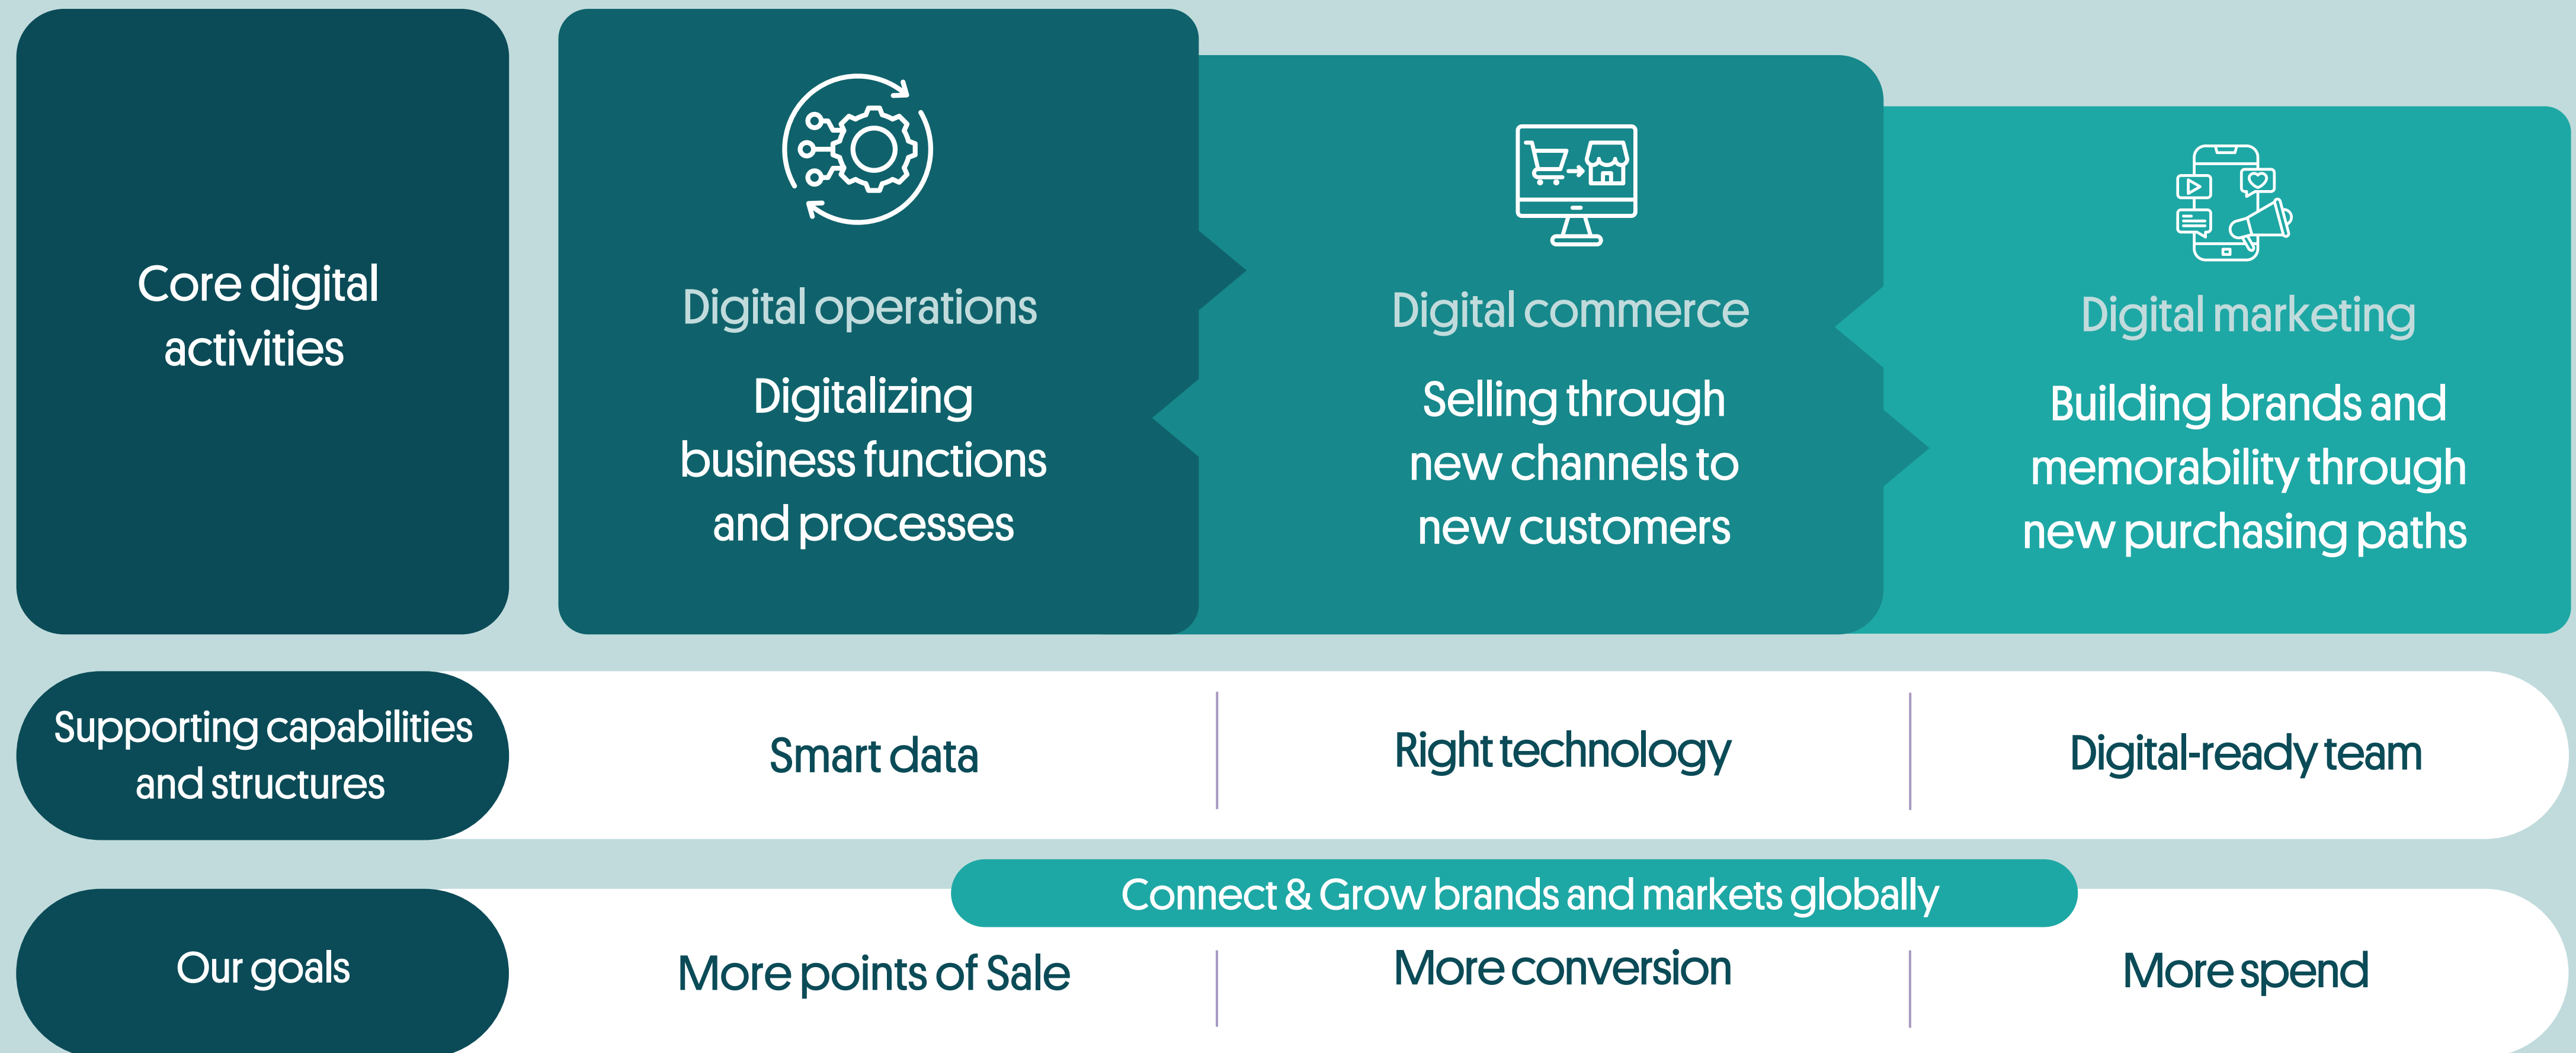 Core digital
activities
Digital operations
Digitalizing
business functions
and processes
Digital commerce
Selling through
new channels to
new customers
Digital marketing
Building brands and
memorability through
new purchasing paths
Supporting capabilities
and structures
Smart data
Right technology
Digital-ready team
Connect & Grow brands and markets globally
Our goals
More points of Sale
More conversion
More spend